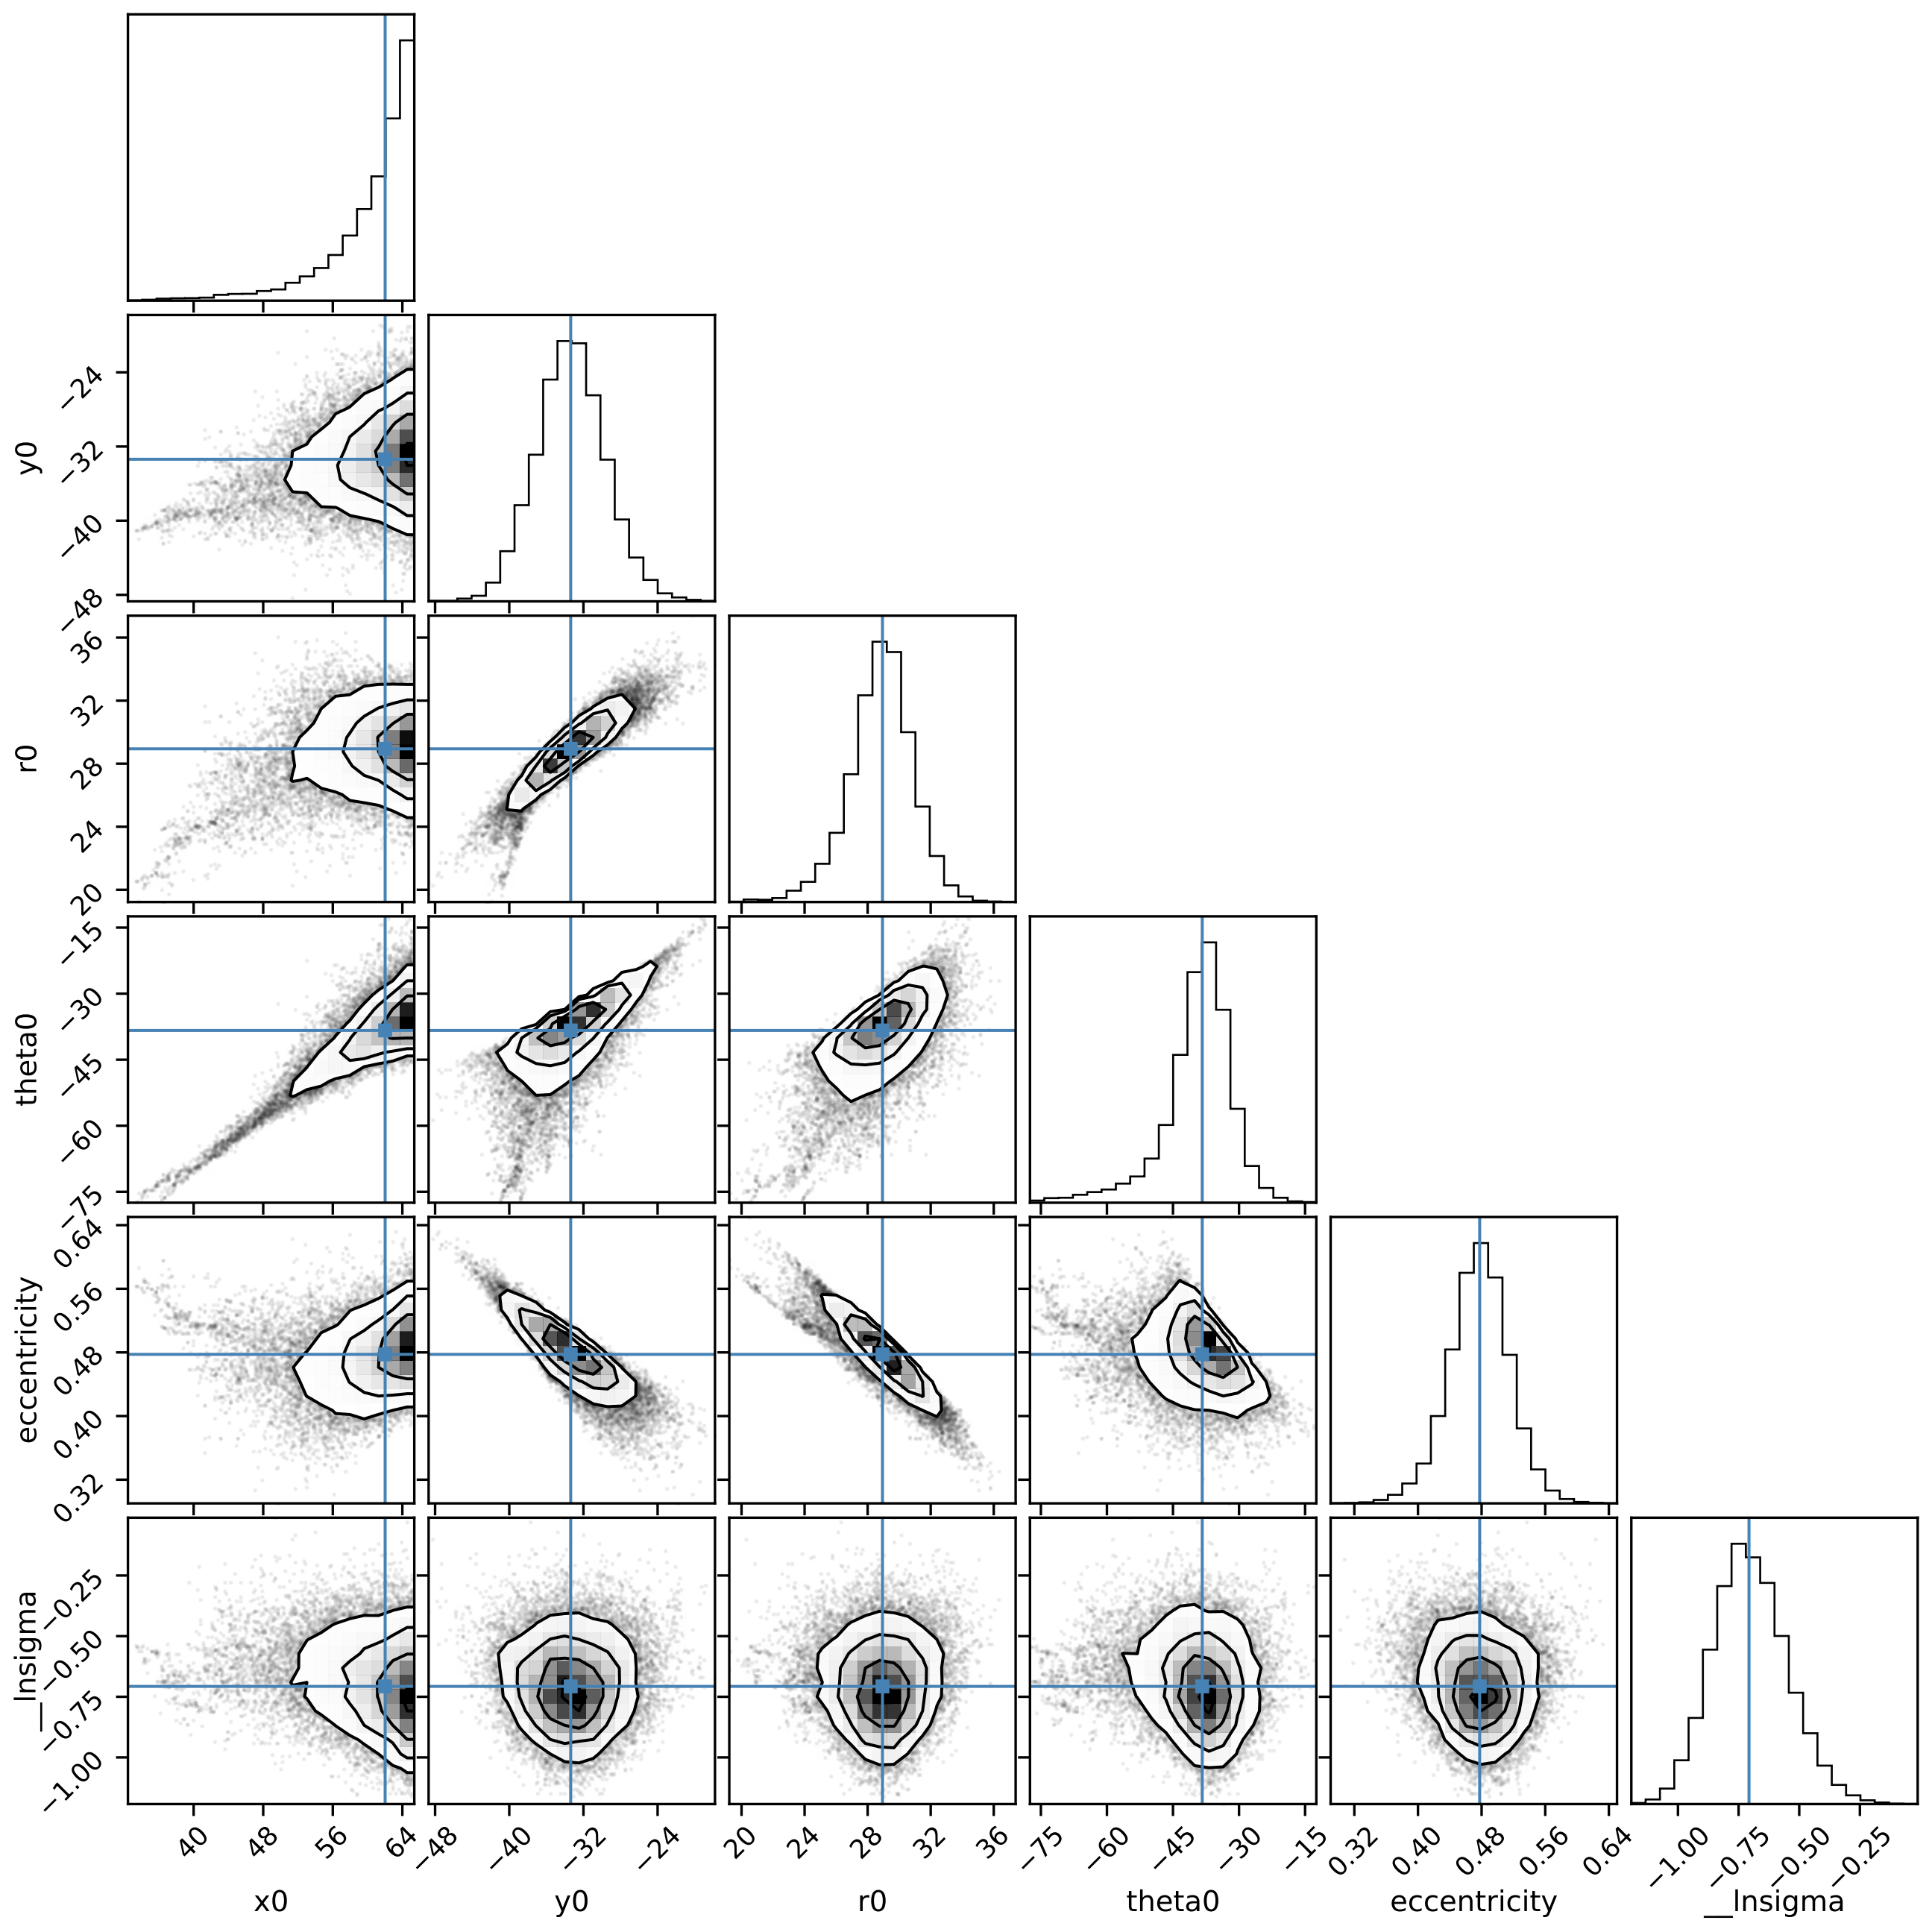 y0
−24
−32
−40
−48
r0
36
32
28
24
20
theta0
−15
−30
−45
−60
−75
eccentricity
0.64
0.56
0.48
0.40
0.32
__lnsigma
−0.25
−0.50
−0.75
−1.00
40 48 56 64
−48 −40 −32 −24
20 24 28 32 36
−75 −60 −45 −30 −15
0.32 0.40 0.48 0.56 0.64
−1.00 −0.75 −0.50 −0.25
x0 y0 r0 theta0 eccentricity __lnsigma